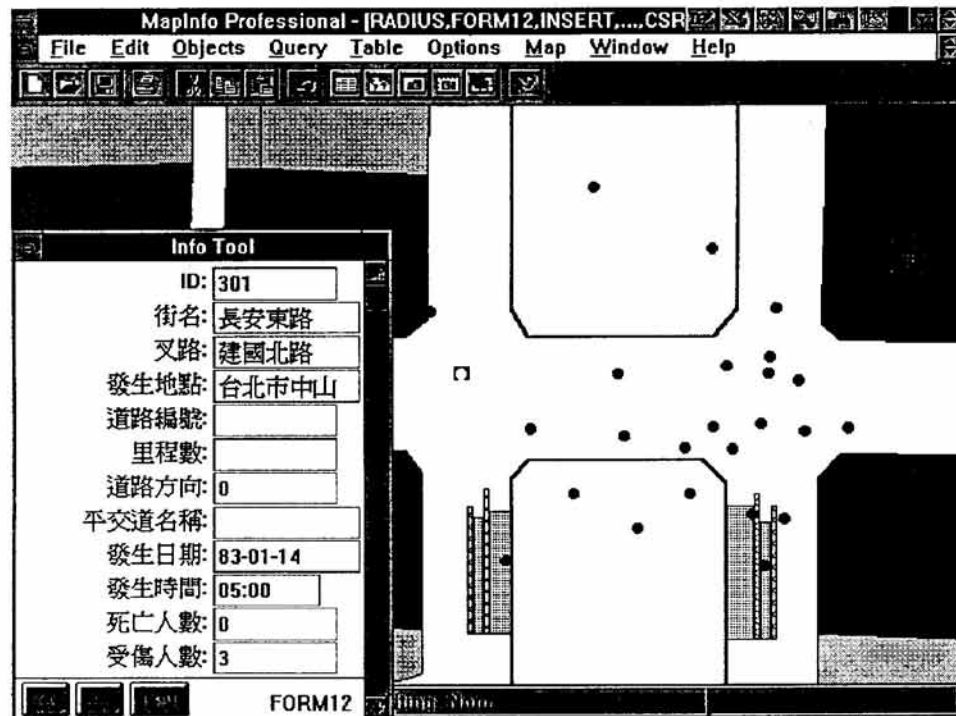 MapInfo Professional - [RADIUS,FORM12,INSERT,...,CSR
File Edit Objects Query Table Options Map Window Help
Info Tool
ID: 301
街名: 長安東路
叉路: 建國北路
發生地點: 台北市中山
道路編號:
里程數:
道路方向: 0
平交道名稱:
發生日期: 83-01-14
發生時間: 05:00
死亡人數: 0
受傷人數: 3
FORM12